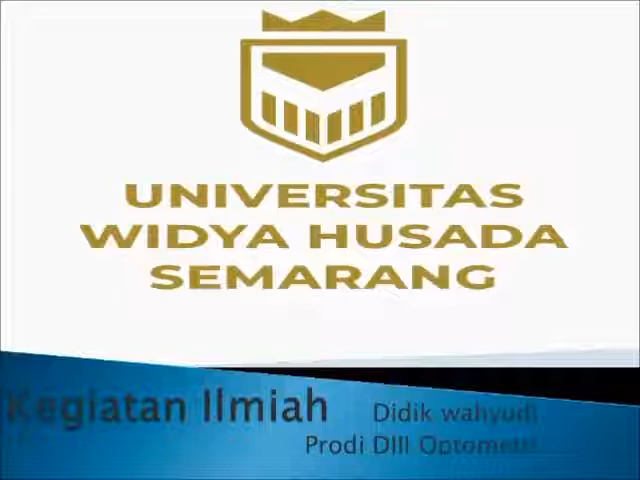 UNIVERSITAS
WIDYA HUSADA
SEMARANG
Kegiatan Ilmiah
Didik wahyudi
Prodi DIII Optometri